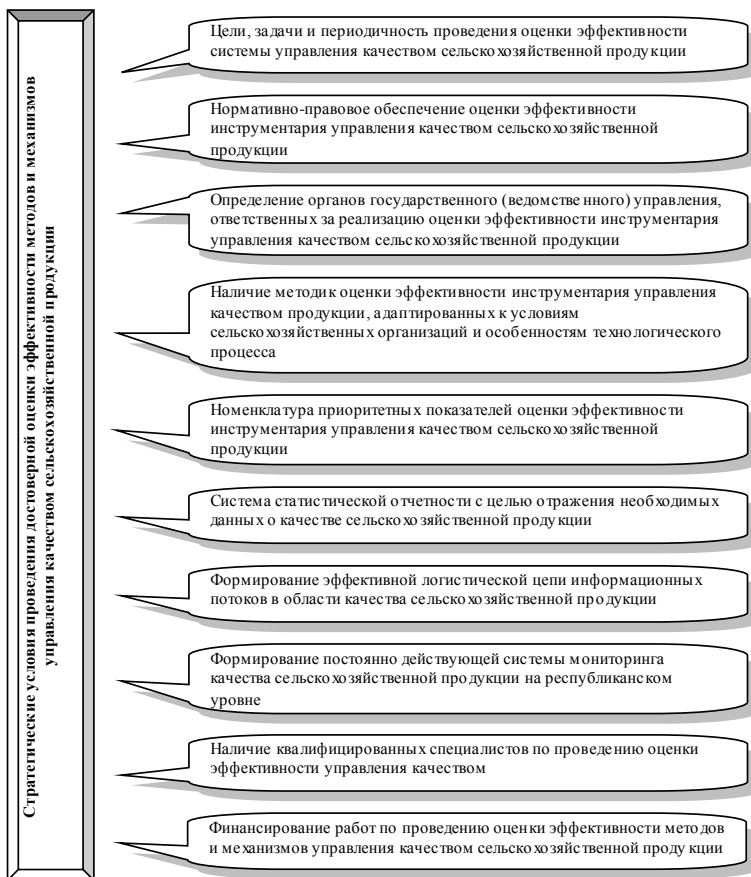 Стратегические условия проведения достоверной оценки эффективности методов и механизмов
управления качеством сельскохозяйственной продукции
Цели, задачи и периодичность проведения оценки эффективности
системы управления качеством сельскохозяйственной продукции
Нормативно-правовое обеспечение оценки эффективности
инструментария управления качеством сельскохозяйственной
продукции
Определение органов государственного (ведомственного) управления,
ответственных за реализацию оценки эффективности инструментария
управления качеством сельскохозяйственной продукции
Наличие методик оценки эффективности инструментария управления
качеством продукции, адаптированных к условиям
сельскохозяйственных организаций и особенностям технологического
процесса
Номенклатура приоритетных показателей оценки эффективности
инструментария управления качеством сельскохозяйственной
продукции
Система статистической отчетности с целью отражения необходимых
данных о качестве сельскохозяйственной продукции
Формирование эффективной логистической цепи информационных
потоков в области качества сельскохозяйственной продукции
Формирование постоянно действующей системы мониторинга
качества сельскохозяйственной продукции на республиканском
уровне
Наличие квалифицированных специалистов по проведению оценки
эффективности управления качеством
Финансирование работ по проведению оценки эффективности методов
и механизмов управления качеством сельскохозяйственной продукции